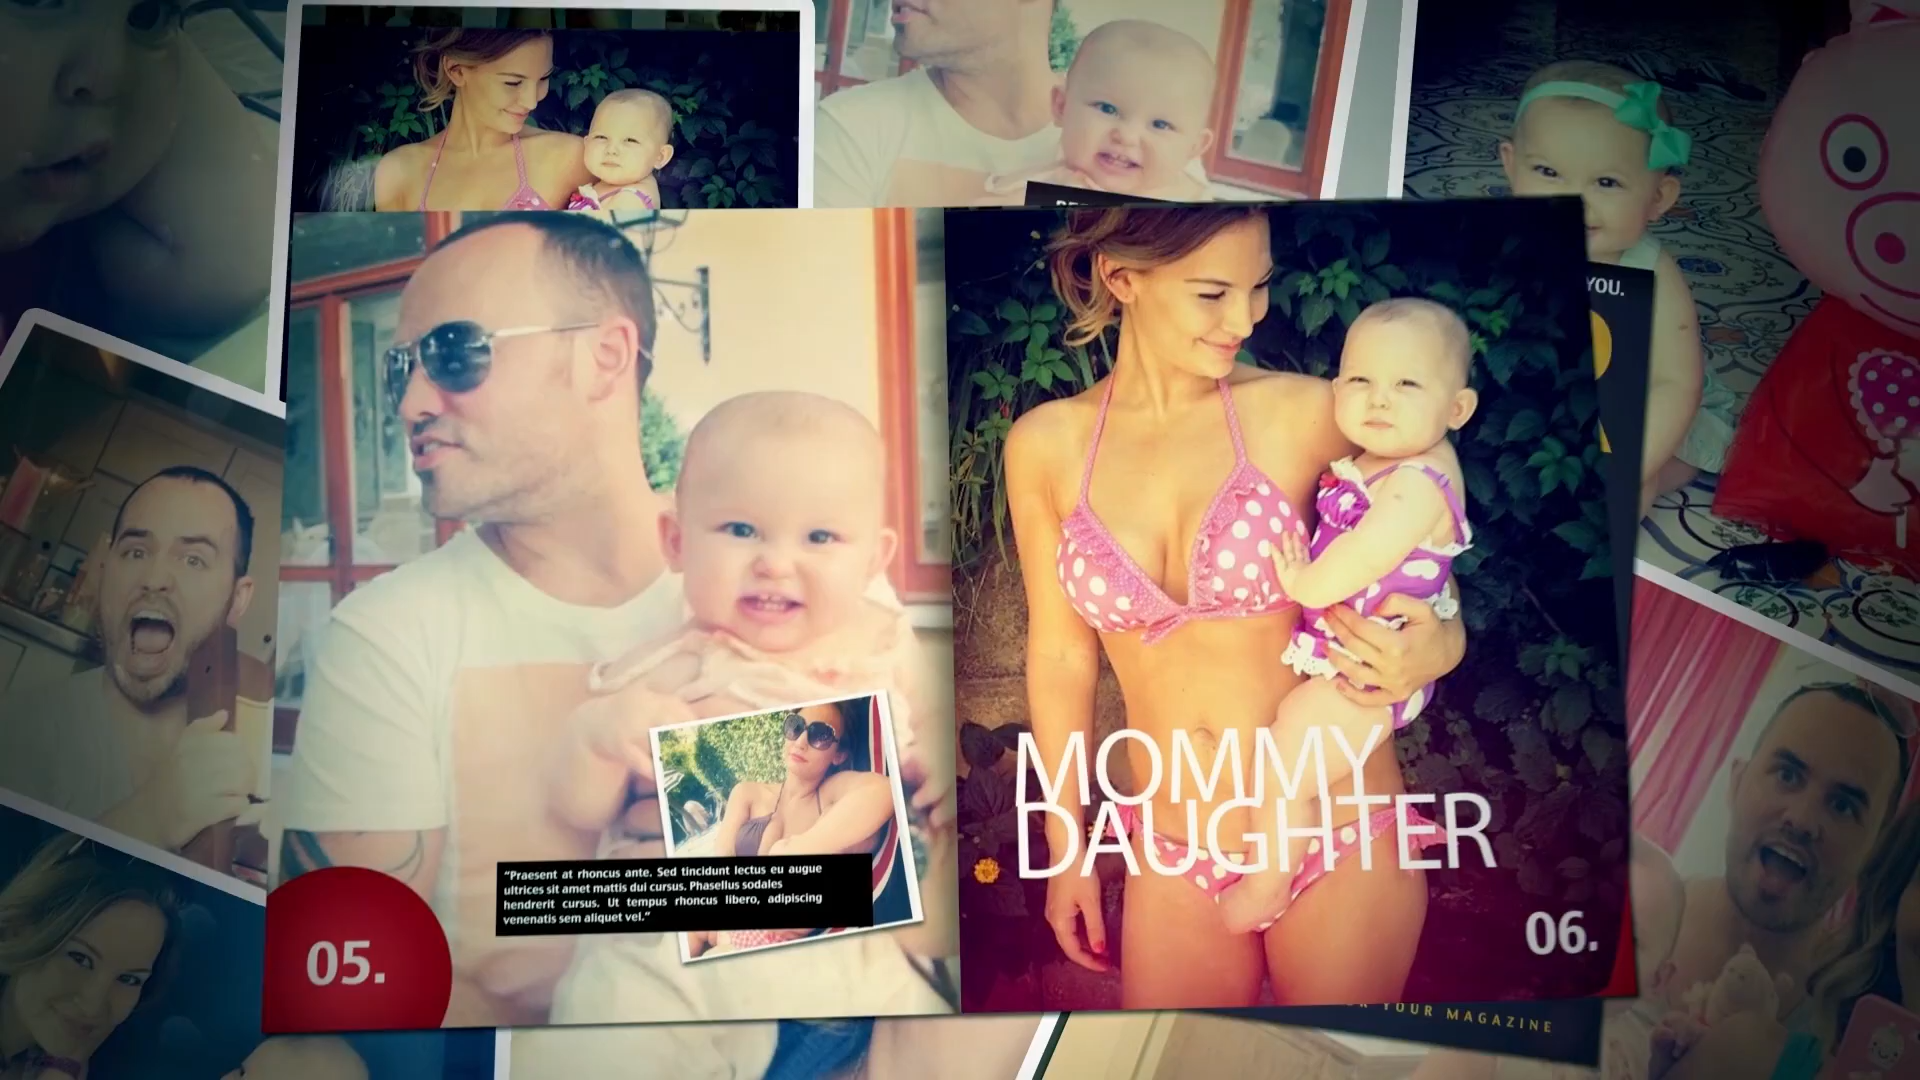 YOU.
MOMMY
DAUGHTER
“Praesent at rhoncus ante. Sed tincidunt lectus eu augue
ultrices sit amet mattis dui cursus. Phasellus sodales
hendrerit cursus. Ut tempus rhoncus libero, adipiscing
venenatis sem aliquet vel.”
05.
06.
YOUR MAGAZINE